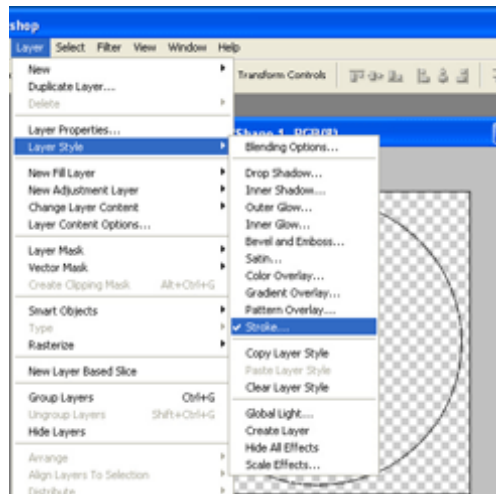 shop
Layer Select Filter View Window Help
Transform Controls
New
Duplicate Layer...
Delete
Layer Properties...
Layer Style
New Fill Layer
New Adjustment Layer
Change Layer Content
Layer Content Options...
Layer Mask
Vector Mask
Create Clipping Mask Alt+Ctrl+G
Smart Objects
Type
Rasterize
New Layer Based Slice
Group Layers Ctrl+G
Ungroup Layers Shift+Ctrl+G
Hide Layers
Arrange
Align Layers To Selection
Distribute
Shape 1, RGB/8)
Blending Options...
Drop Shadow...
Inner Shadow...
Outer Glow...
Inner Glow...
Bevel and Emboss...
Satin...
Color Overlay...
Gradient Overlay...
Pattern Overlay...
Stroke...
Copy Layer Style
Paste Layer Style
Clear Layer Style
Global Light...
Create Layer
Hide All Effects
Scale Effects...